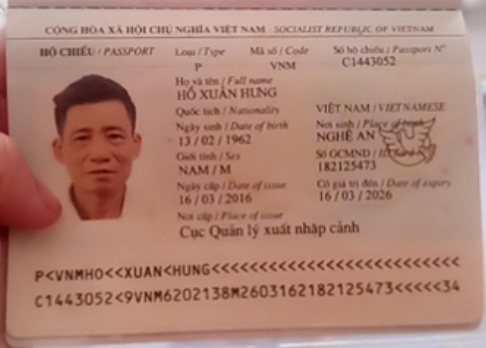 CỘNG HÒA XÃ HỘI CHỦ NGHĨA VIỆT NAM SOCIALIST REPUBLIC OF VIETNAM
HỘ CHIẾU / PASSPORT Loại / Type Mã số / Code Số hộ chiếu / Passport Nº
P VNM C1443052
Họ và tên / Full name
HỒ XUÂN HƯNG
Quốc tịch / Nationality VIỆT NAM / VIETNAMESE
Ngày sinh / Date of birth Nơi sinh / Place of birth
13 / 02 / 1962 NGHỆ AN
Giới tính / Sex Số GCMND / ID Card Nº
NAM / M 182125473
Ngày cấp / Date of issue Có giá trị đến / Date of expiry
16 / 03 / 2016 16 / 03 / 2026
Nơi cấp / Place of issue
Cục Quản lý xuất nhập cảnh
P<VNMHO<<XUAN<HUNG<<<<<<<<<<<<<<<<<<<<<<<<<<
C1443052<9VNM6202138M2603162182125473<<<<<34